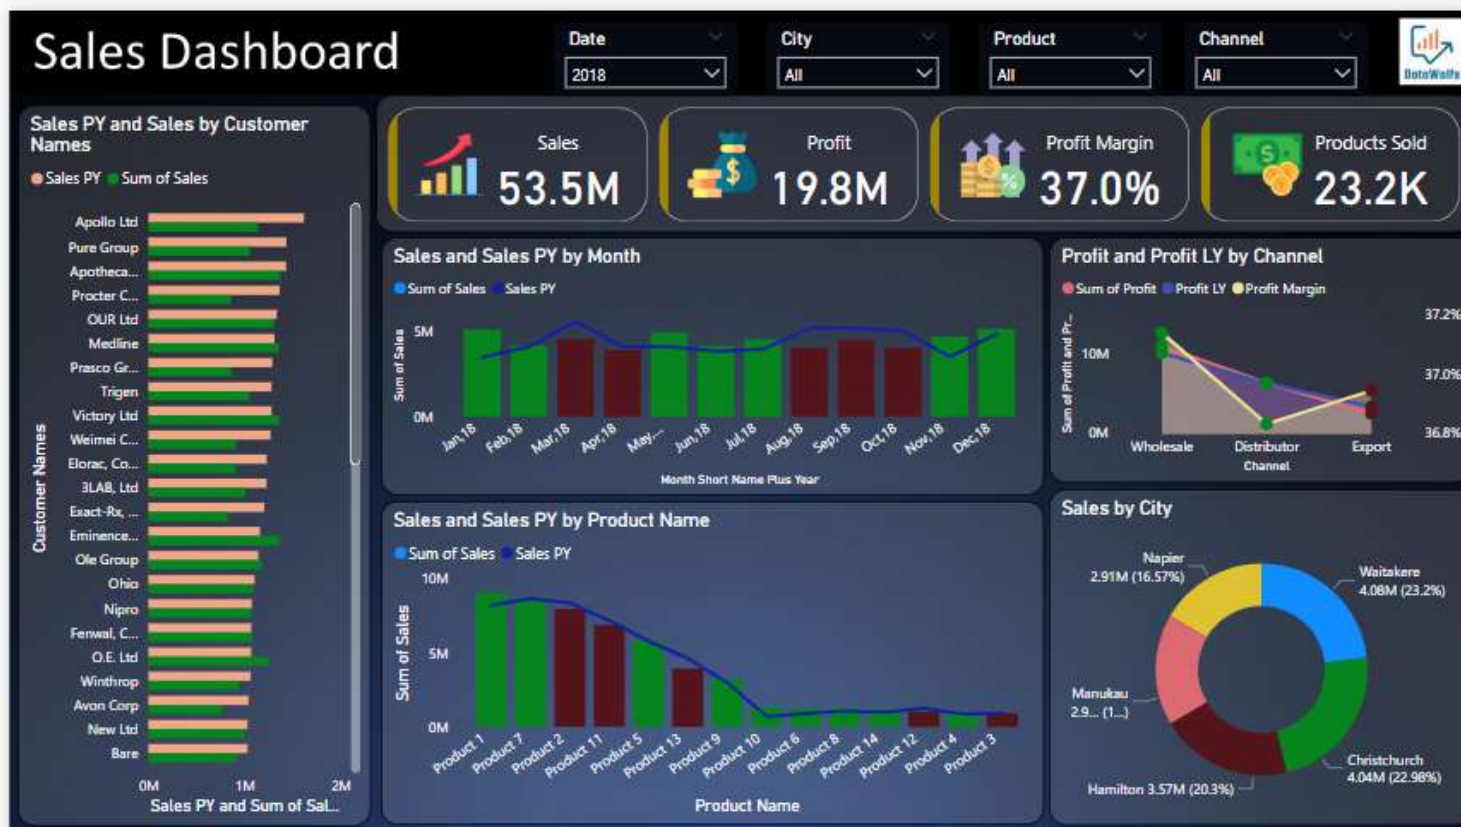 Sales Dashboard
Date
2018
City
All
Product
All
Channel
All
DataWolfs
Sales PY and Sales by Customer
Names
Sales PY Sum of Sales
Customer Names
Apollo Ltd
Pure Group
Apotheca...
Procter C...
OUR Ltd
Medline
Prasco Gr...
Trigen
Victory Ltd
Weimei C...
Elorac, Co...
3LAB, Ltd
Exact-Rx, ...
Eminence...
Ole Group
Ohio
Nipro
Fenwal, C...
O.E. Ltd
Winthrop
Avon Corp
New Ltd
Bare
0M 1M 2M
Sales PY and Sum of Sal...
Sales
53.5M
Profit
19.8M
Profit Margin
37.0%
Products Sold
23.2K
Sales and Sales PY by Month
Sum of Sales Sales PY
Sum of Sales
5M
0M
Jan,18 Feb,18 Mar,18 Apr,18 May,... Jun,18 Jul,18 Aug,18 Sep,18 Oct,18 Nov,18 Dec,18
Month Short Name Plus Year
Profit and Profit LY by Channel
Sum of Profit Profit LY Profit Margin
Sum of Profit and Pr...
10M
0M
37.2%
37.0%
36.8%
Wholesale Distributor Export
Channel
Sales and Sales PY by Product Name
Sum of Sales Sales PY
Sum of Sales
10M
5M
0M
Product 1 Product 7 Product 2 Product 11 Product 5 Product 13 Product 9 Product 10 Product 6 Product 8 Product 14 Product 12 Product 4 Product 3
Product Name
Sales by City
Napier
2.91M (16.57%)
Waitakere
4.08M (23.2%)
Manukau
2.9... (1...)
Christchurch
4.04M (22.98%)
Hamilton 3.57M (20.3%)